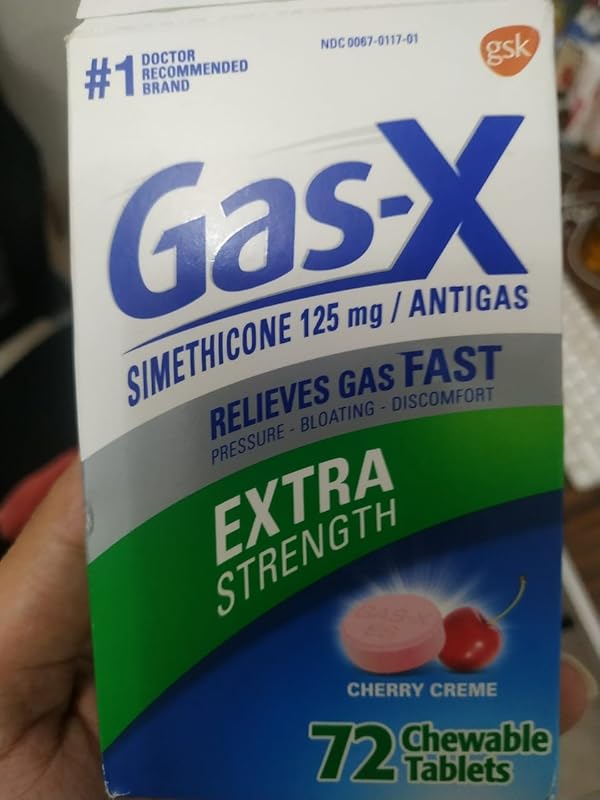 #1 DOCTOR
RECOMMENDED
BRAND
NDC 0067-0117-01
gsk
Gas-X
SIMETHICONE 125 mg / ANTIGAS
RELIEVES GAS FAST
PRESSURE - BLOATING - DISCOMFORT
EXTRA
STRENGTH
GAS-X
CHERRY CREME
72 Chewable
Tablets